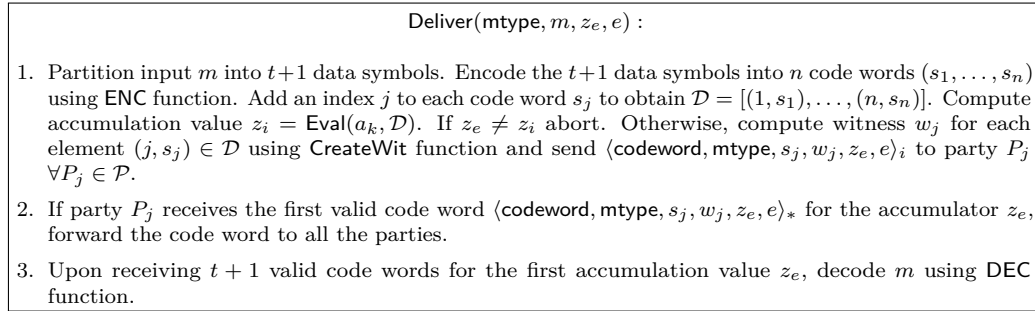 Deliver(mtype, m, z_e, e) :
1. Partition input m into t+1 data symbols. Encode the t+1 data symbols into n code words (s_1, . . . , s_n)
using ENC function. Add an index j to each code word s_j to obtain 𝒟 = [(1, s_1), . . . , (n, s_n)]. Compute
accumulation value z_i = Eval(a_k, 𝒟). If z_e ≠ z_i abort. Otherwise, compute witness w_j for each
element (j, s_j) ∈ 𝒟 using CreateWit function and send ⟨codeword, mtype, s_j, w_j, z_e, e⟩_i to party P_j
∀P_j ∈ 𝒫.
2. If party P_j receives the first valid code word ⟨codeword, mtype, s_j, w_j, z_e, e⟩_* for the accumulator z_e,
forward the code word to all the parties.
3. Upon receiving t + 1 valid code words for the first accumulation value z_e, decode m using DEC
function.